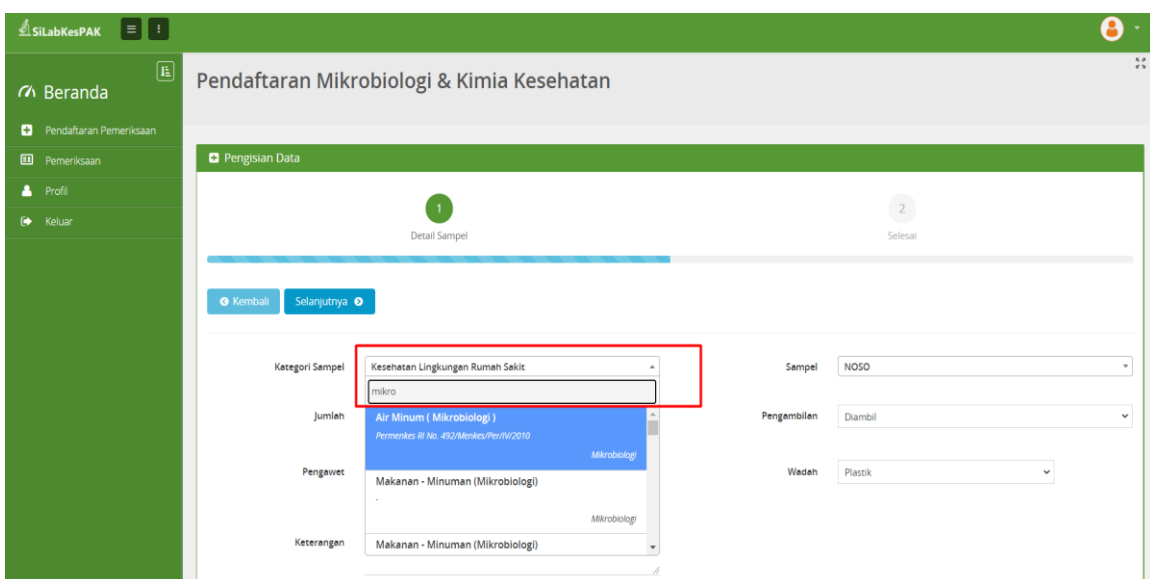 SiLabKesPAK
Beranda
Pendaftaran Pemeriksaan
Pemeriksaan
Profil
Keluar
Pendaftaran Mikrobiologi & Kimia Kesehatan
Pengisian Data
1
Detail Sampel
2
Selesai
Kembali
Selanjutnya
Kategori Sampel
Kesehatan Lingkungan Rumah Sakit
mikro
Air Minum ( Mikrobiologi )
Permenkes RI No. 492/Menkes/Per/IV/2010
Mikrobiologi
Makanan - Minuman (Mikrobiologi)
-
Mikrobiologi
Makanan - Minuman (Mikrobiologi)
Sampel
NOSO
Jumlah
Pengambilan
Diambil
Pengawet
Wadah
Plastik
Keterangan